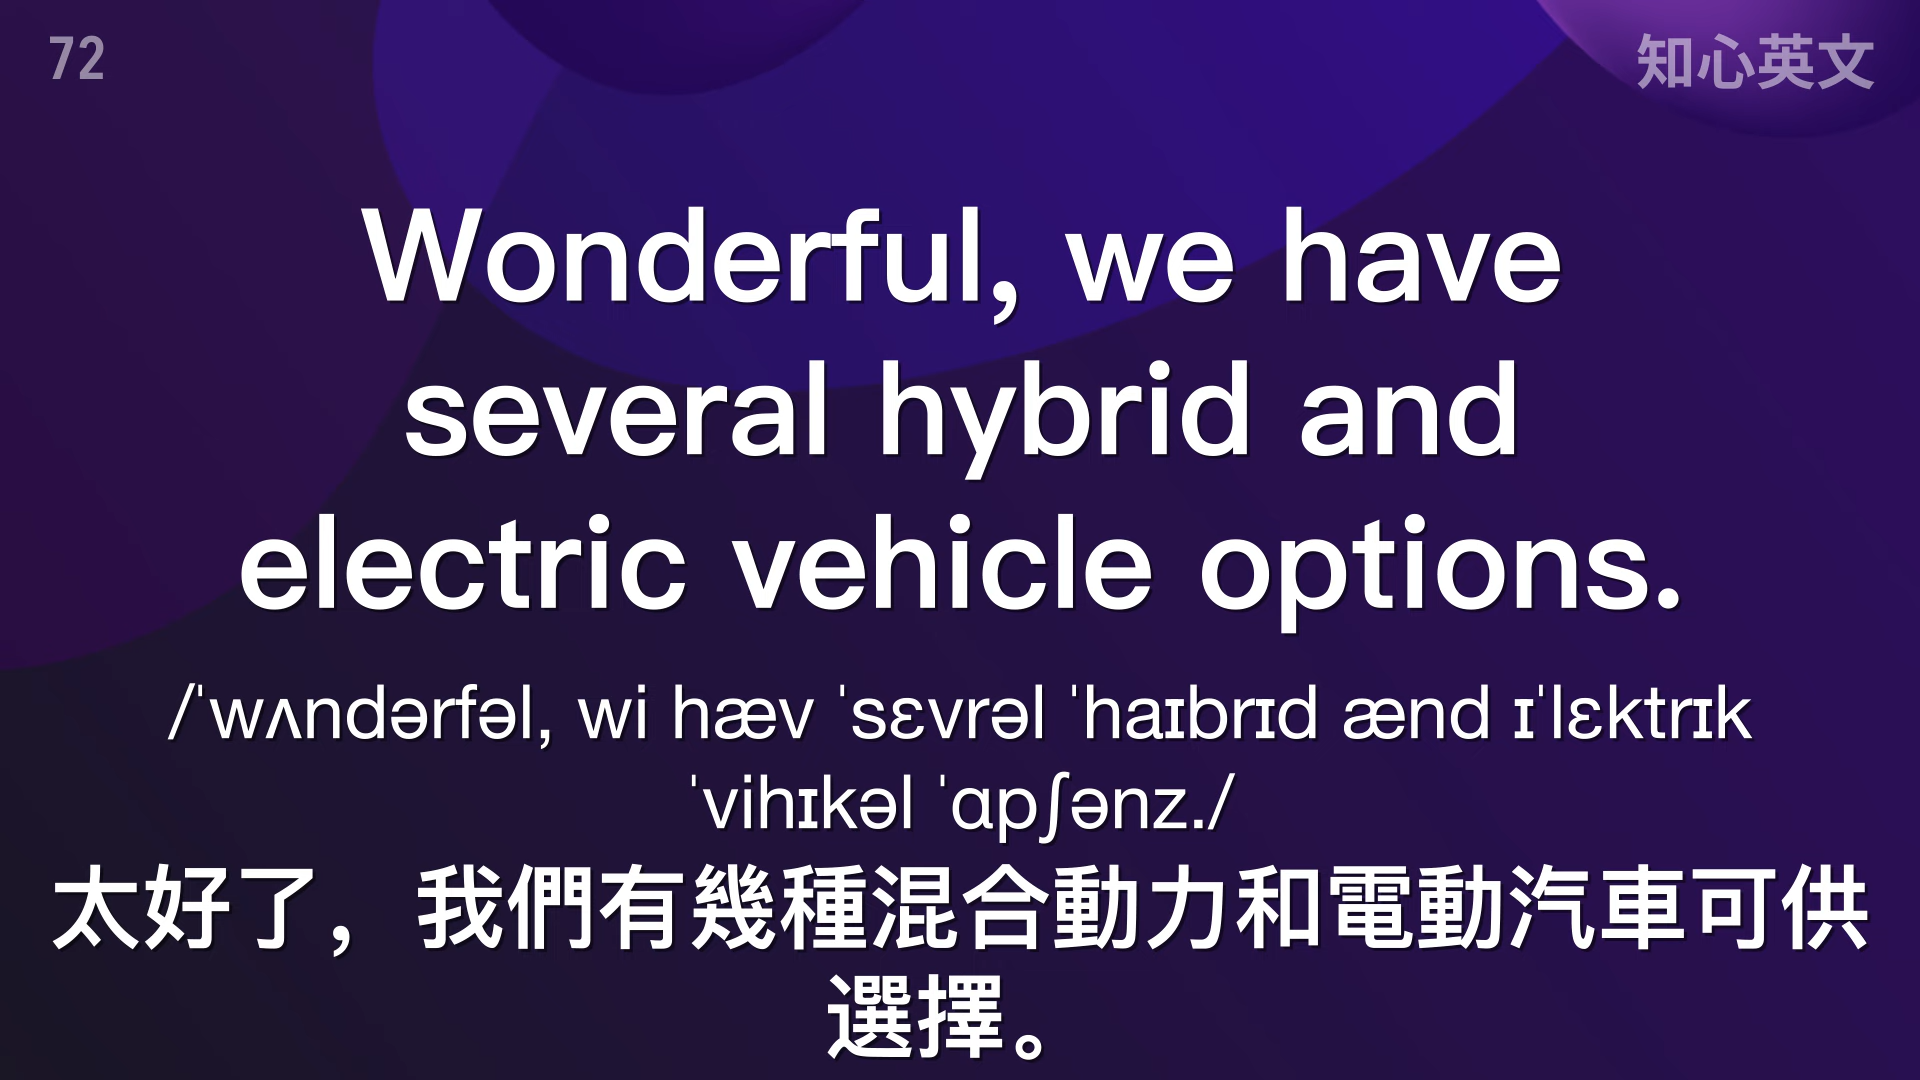 72
知心英文
Wonderful, we have
several hybrid and
electric vehicle options.
/ˈwʌndərfəl, wi hæv ˈsɛvrəl ˈhaɪbrɪd ænd ɪˈlɛktrɪk
ˈvihɪkəl ˈɑpʃənz./
太好了，我們有幾種混合動力和電動汽車可供
選擇。